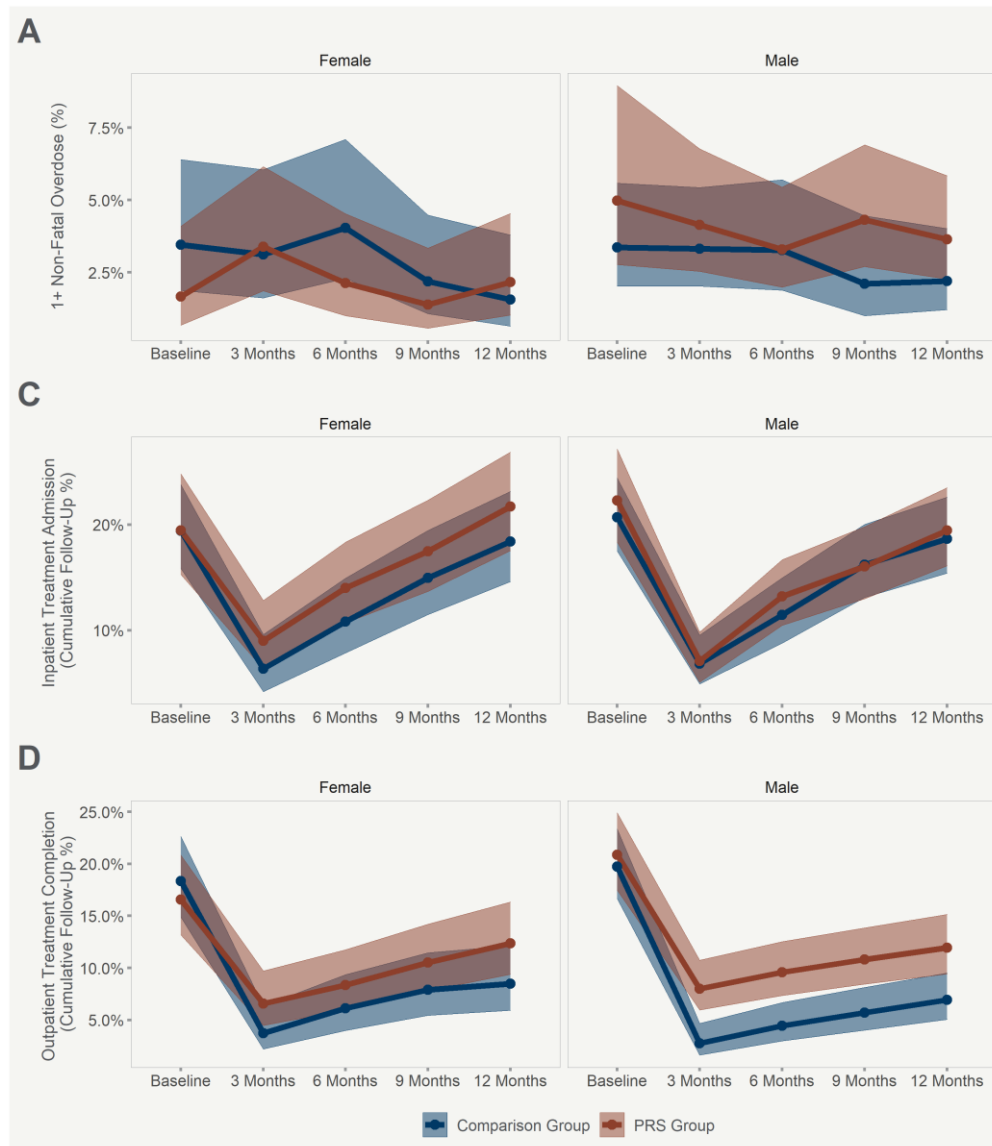 A
Female Male
1+ Non-Fatal Overdose (%)
7.5%
5.0%
2.5%
Baseline 3 Months 6 Months 9 Months 12 Months Baseline 3 Months 6 Months 9 Months 12 Months
C
Female Male
Inpatient Treatment Admission
(Cumulative Follow-Up %)
20%
10%
Baseline 3 Months 6 Months 9 Months 12 Months Baseline 3 Months 6 Months 9 Months 12 Months
D
Female Male
Outpatient Treatment Completion
(Cumulative Follow-Up %)
25.0%
20.0%
15.0%
10.0%
5.0%
Baseline 3 Months 6 Months 9 Months 12 Months Baseline 3 Months 6 Months 9 Months 12 Months
Comparison Group PRS Group